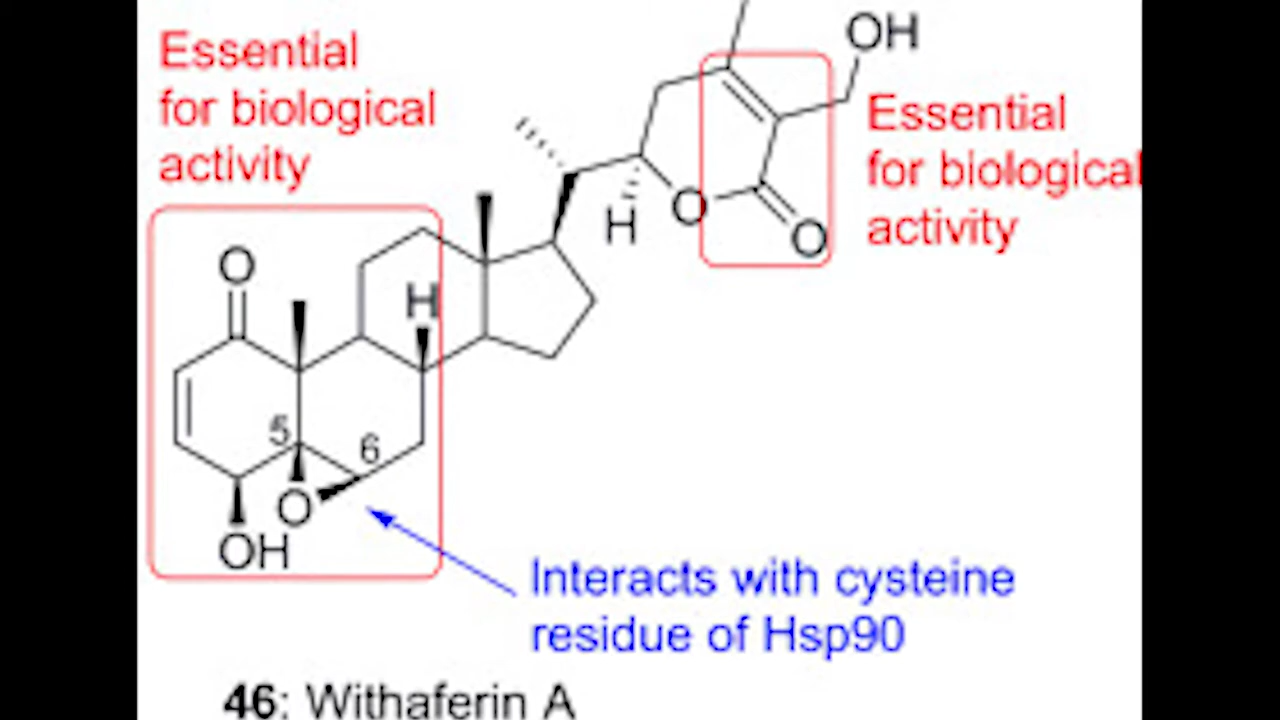 Essential
for biological
activity
OH
Essential
for biological
activity
H
O
O
O
H
5
6
O
OH
Interacts with cysteine
residue of Hsp90
46: Withaferin A